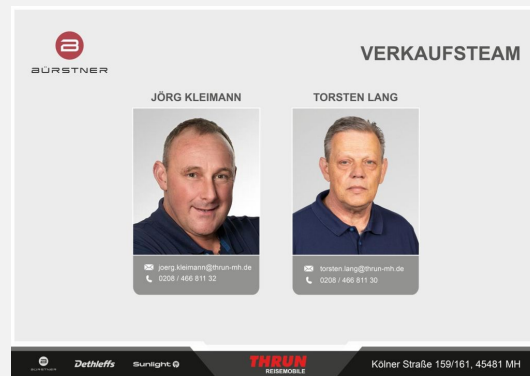 BÜRSTNER
VERKAUFSTEAM
JÖRG KLEIMANN
TORSTEN LANG
joerg.kleimann@thrun-mh.de
0208 / 466 811 32
torsten.lang@thrun-mh.de
0208 / 466 811 30
BÜRSTNER
Dethleffs
Sunlight
THRUN
REISEMOBILE
Kölner Straße 159/161, 45481 MH